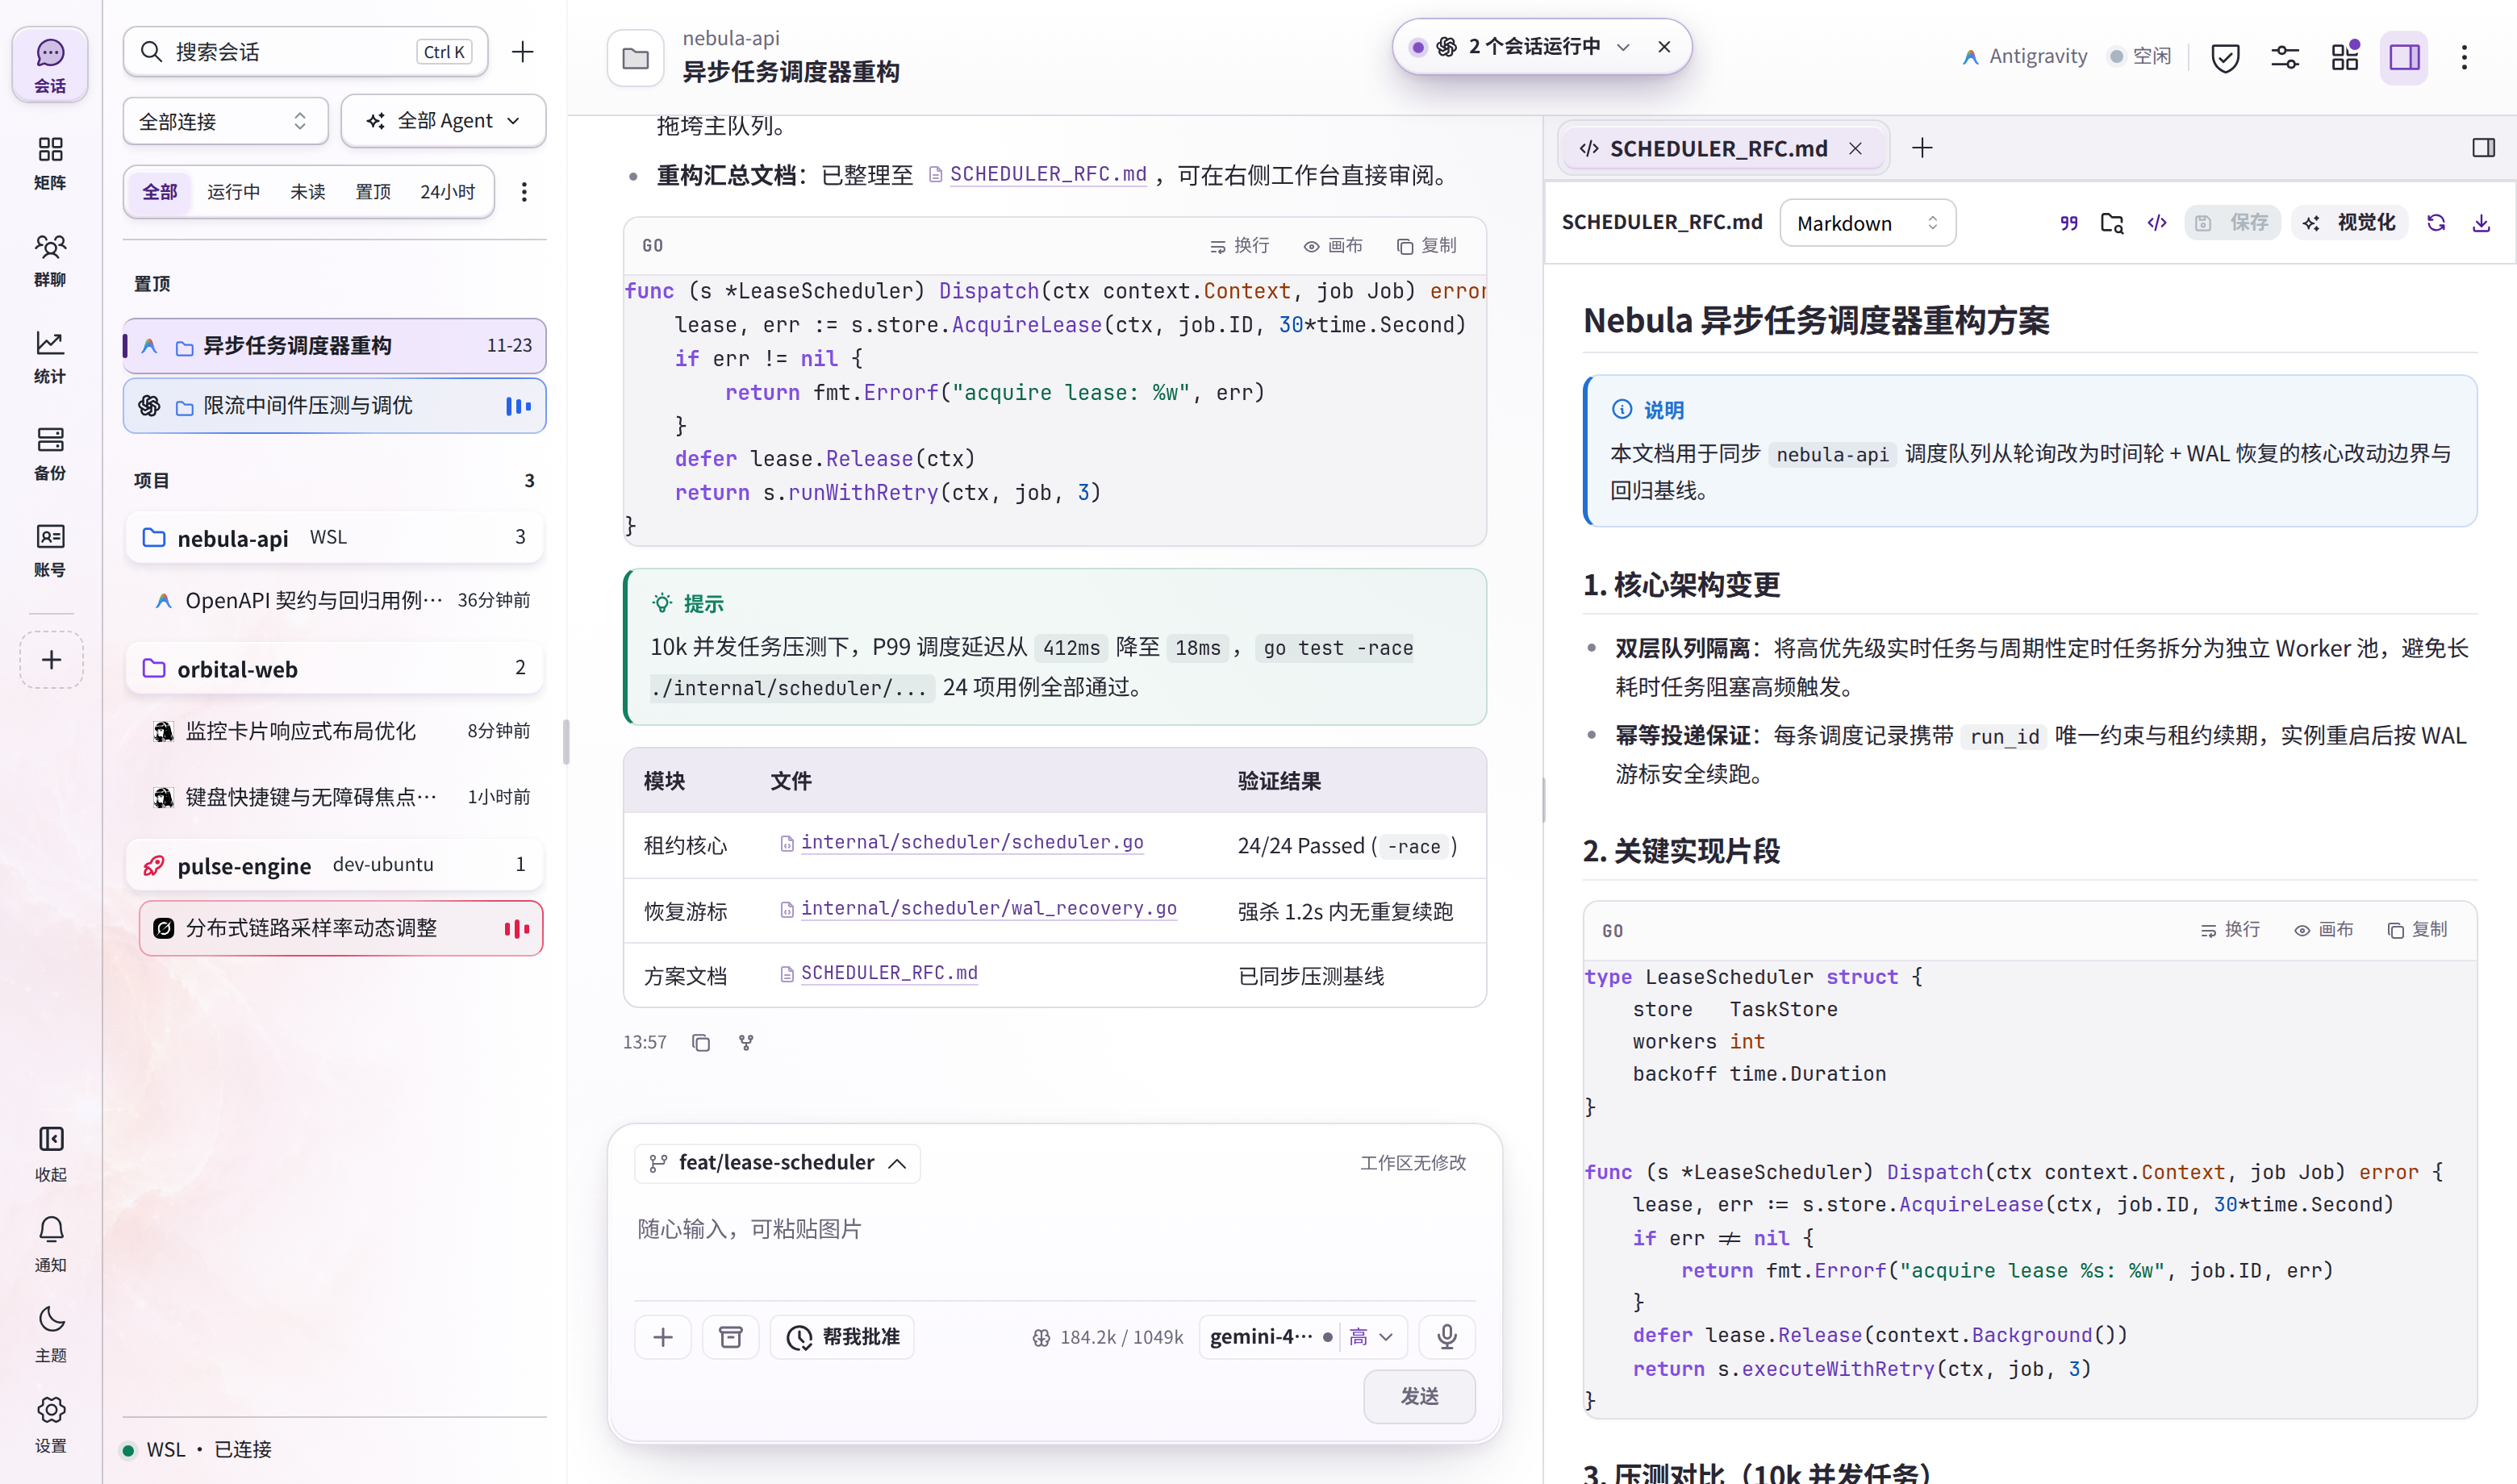 会话
矩阵
群聊
统计
备份
账号
收起
通知
主题
设置
搜索会话 Ctrl K
全部连接
全部 Agent
全部 运行中 未读 置顶 24小时
置顶
异步任务调度器重构 11-23
限流中间件压测与调优
项目 3
nebula-api WSL 3
OpenAPI 契约与回归用例… 36分钟前
orbital-web 2
监控卡片响应式布局优化 8分钟前
键盘快捷键与无障碍焦点… 1小时前
pulse-engine dev-ubuntu 1
分布式链路采样率动态调整
WSL • 已连接
nebula-api
异步任务调度器重构
2 个会话运行中
Antigravity 空闲
拖垮主队列。
重构汇总文档：已整理至 SCHEDULER_RFC.md ，可在右侧工作台直接审阅。
GO 换行 画布 复制
func (s *LeaseScheduler) Dispatch(ctx context.Context, job Job) error
lease, err := s.store.AcquireLease(ctx, job.ID, 30*time.Second)
if err != nil {
return fmt.Errorf("acquire lease: %w", err)
}
defer lease.Release(ctx)
return s.runWithRetry(ctx, job, 3)
}
提示
10k 并发任务压测下，P99 调度延迟从 412ms 降至 18ms ， go test -race
./internal/scheduler/... 24 项用例全部通过。
模块 文件 验证结果
租约核心 internal/scheduler/scheduler.go 24/24 Passed ( -race )
恢复游标 internal/scheduler/wal_recovery.go 强杀 1.2s 内无重复续跑
方案文档 SCHEDULER_RFC.md 已同步压测基线
13:57
feat/lease-scheduler 工作区无修改
随心输入，可粘贴图片
帮我批准 184.2k / 1049k gemini-4… 高
发送
SCHEDULER_RFC.md
SCHEDULER_RFC.md Markdown 保存 视觉化
Nebula 异步任务调度器重构方案
说明
本文档用于同步 nebula-api 调度队列从轮询改为时间轮 + WAL 恢复的核心改动边界与
回归基线。
1. 核心架构变更
双层队列隔离：将高优先级实时任务与周期性定时任务拆分为独立 Worker 池，避免长
耗时任务阻塞高频触发。
幂等投递保证：每条调度记录携带 run_id 唯一约束与租约续期，实例重启后按 WAL
游标安全续跑。
2. 关键实现片段
GO 换行 画布 复制
type LeaseScheduler struct {
store TaskStore
workers int
backoff time.Duration
}
func (s *LeaseScheduler) Dispatch(ctx context.Context, job Job) error {
lease, err := s.store.AcquireLease(ctx, job.ID, 30*time.Second)
if err != nil {
return fmt.Errorf("acquire lease %s: %w", job.ID, err)
}
defer lease.Release(context.Background())
return s.executeWithRetry(ctx, job, 3)
}
3. 压测对比（10k 并发任务）